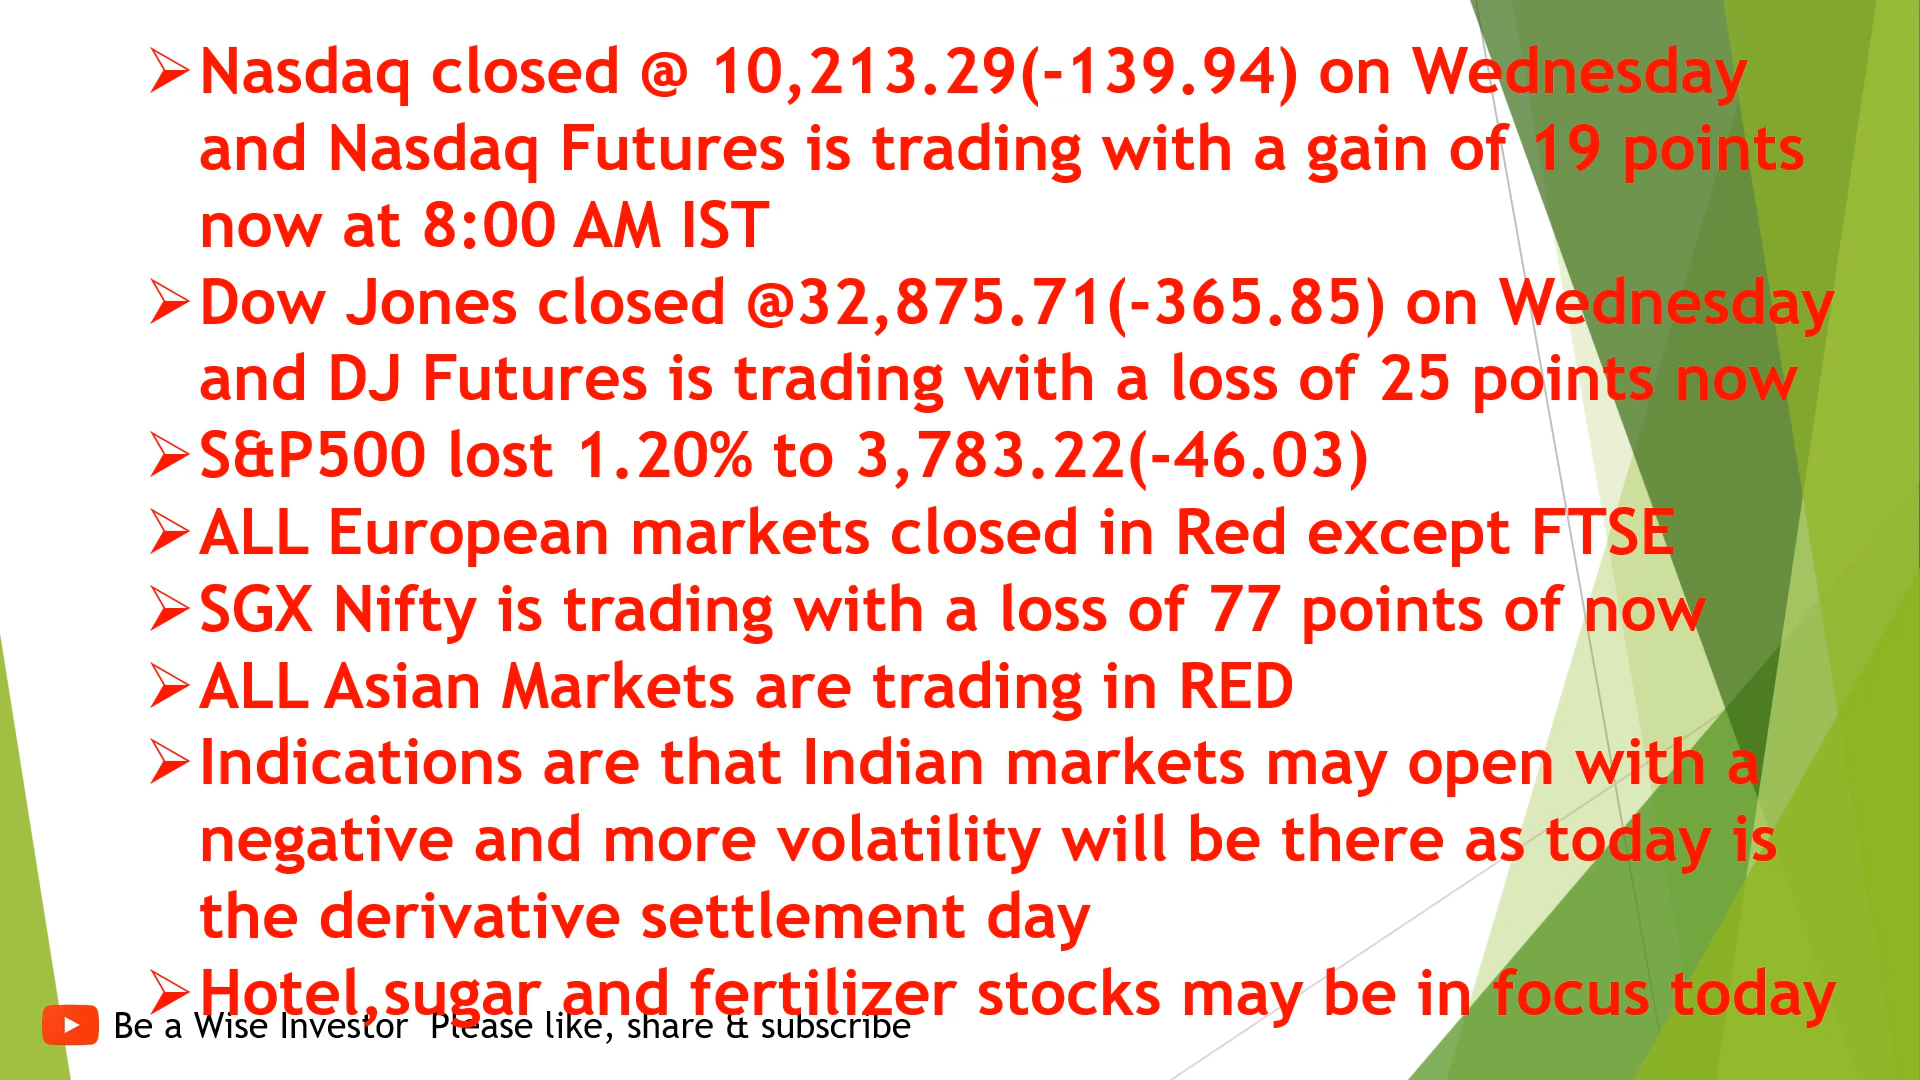 ➢Nasdaq closed @ 10,213.29(-139.94) on Wednesday
and Nasdaq Futures is trading with a gain of 19 points
now at 8:00 AM IST
➢Dow Jones closed @32,875.71(-365.85) on Wednesday
and DJ Futures is trading with a loss of 25 points now
➢S&P500 lost 1.20% to 3,783.22(-46.03)
➢ALL European markets closed in Red except FTSE
➢SGX Nifty is trading with a loss of 77 points of now
➢ALL Asian Markets are trading in RED
➢Indications are that Indian markets may open with a
negative and more volatility will be there as today is
the derivative settlement day
➢Hotel,sugar and fertilizer stocks may be in focus today
Be a Wise Investor Please like, share & subscribe